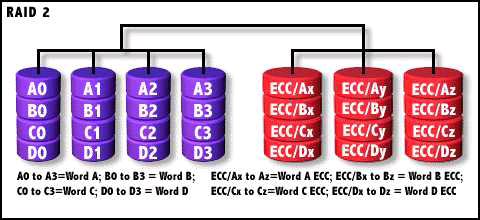 RAID 2
A0 A1 A2 A3 ECC/Ax ECC/Ay ECC/Az
B0 B1 B2 B3 ECC/Bx ECC/By ECC/Bz
C0 C1 C2 C3 ECC/Cx ECC/Cy ECC/Cz
D0 D1 D2 D3 ECC/Dx ECC/Dy ECC/Dz
A0 to A3=Word A; B0 to B3 = Word B; ECC/Ax to Az=Word A ECC; ECC/Bx to Bz = Word B ECC;
C0 to C3=Word C; D0 to D3 = Word D ECC/Cx to Cz=Word C ECC; ECC/Dx to Dz = Word D ECC